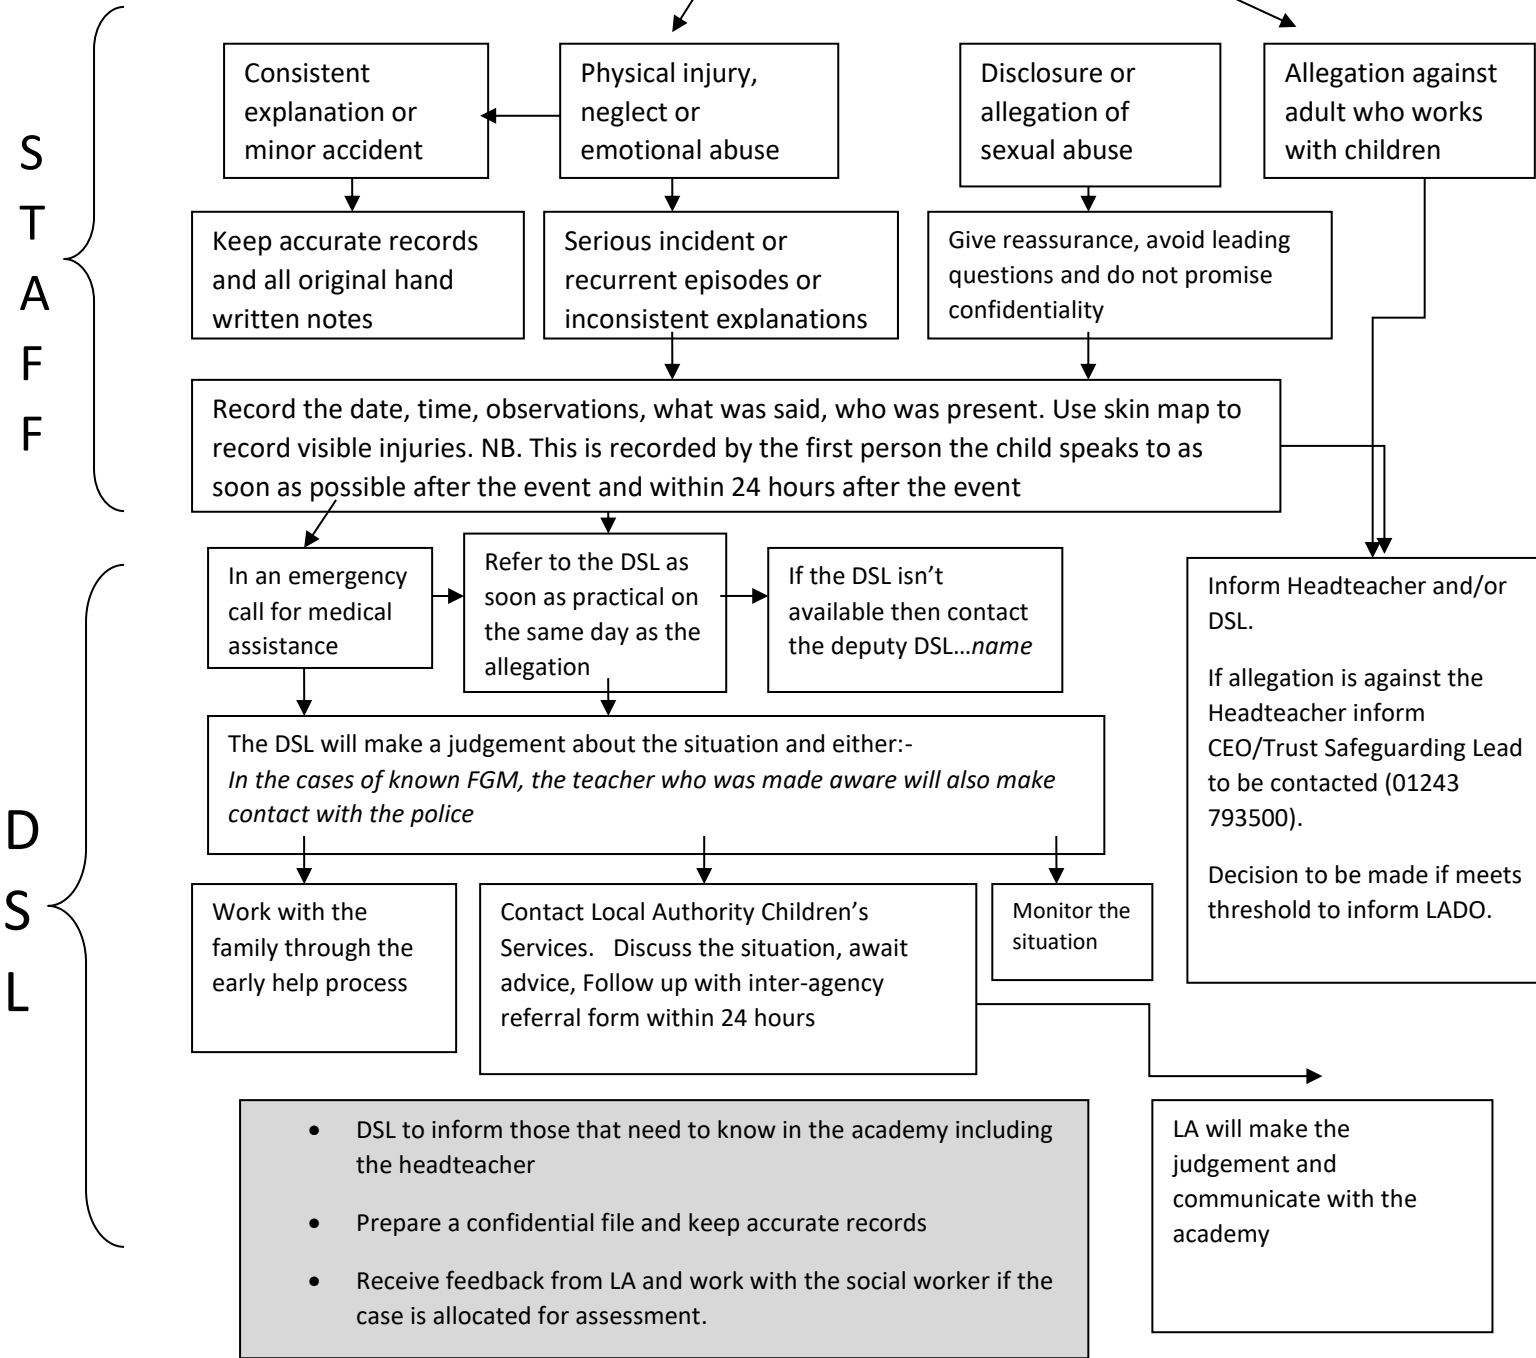 S
T
A
F
F
Consistent
explanation or
minor accident
Physical injury,
neglect or
emotional abuse
Disclosure or
allegation of
sexual abuse
Allegation against
adult who works
with children
Keep accurate records
and all original hand
written notes
Serious incident or
recurrent episodes or
inconsistent explanations
Give reassurance, avoid leading
questions and do not promise
confidentiality
Record the date, time, observations, what was said, who was present. Use skin map to
record visible injuries. NB. This is recorded by the first person the child speaks to as
soon as possible after the event and within 24 hours after the event
D
S
L
In an emergency
call for medical
assistance
Refer to the DSL as
soon as practical on
the same day as the
allegation
If the DSL isn’t
available then contact
the deputy DSL…name
Inform Headteacher and/or
DSL.
If allegation is against the
Headteacher inform
CEO/Trust Safeguarding Lead
to be contacted (01243
793500).
Decision to be made if meets
threshold to inform LADO.
The DSL will make a judgement about the situation and either:-
In the cases of known FGM, the teacher who was made aware will also make
contact with the police
Work with the
family through the
early help process
Contact Local Authority Children’s
Services. Discuss the situation, await
advice, Follow up with inter-agency
referral form within 24 hours
Monitor the
situation
• DSL to inform those that need to know in the academy including
the headteacher
• Prepare a confidential file and keep accurate records
• Receive feedback from LA and work with the social worker if the
case is allocated for assessment.
LA will make the
judgement and
communicate with the
academy